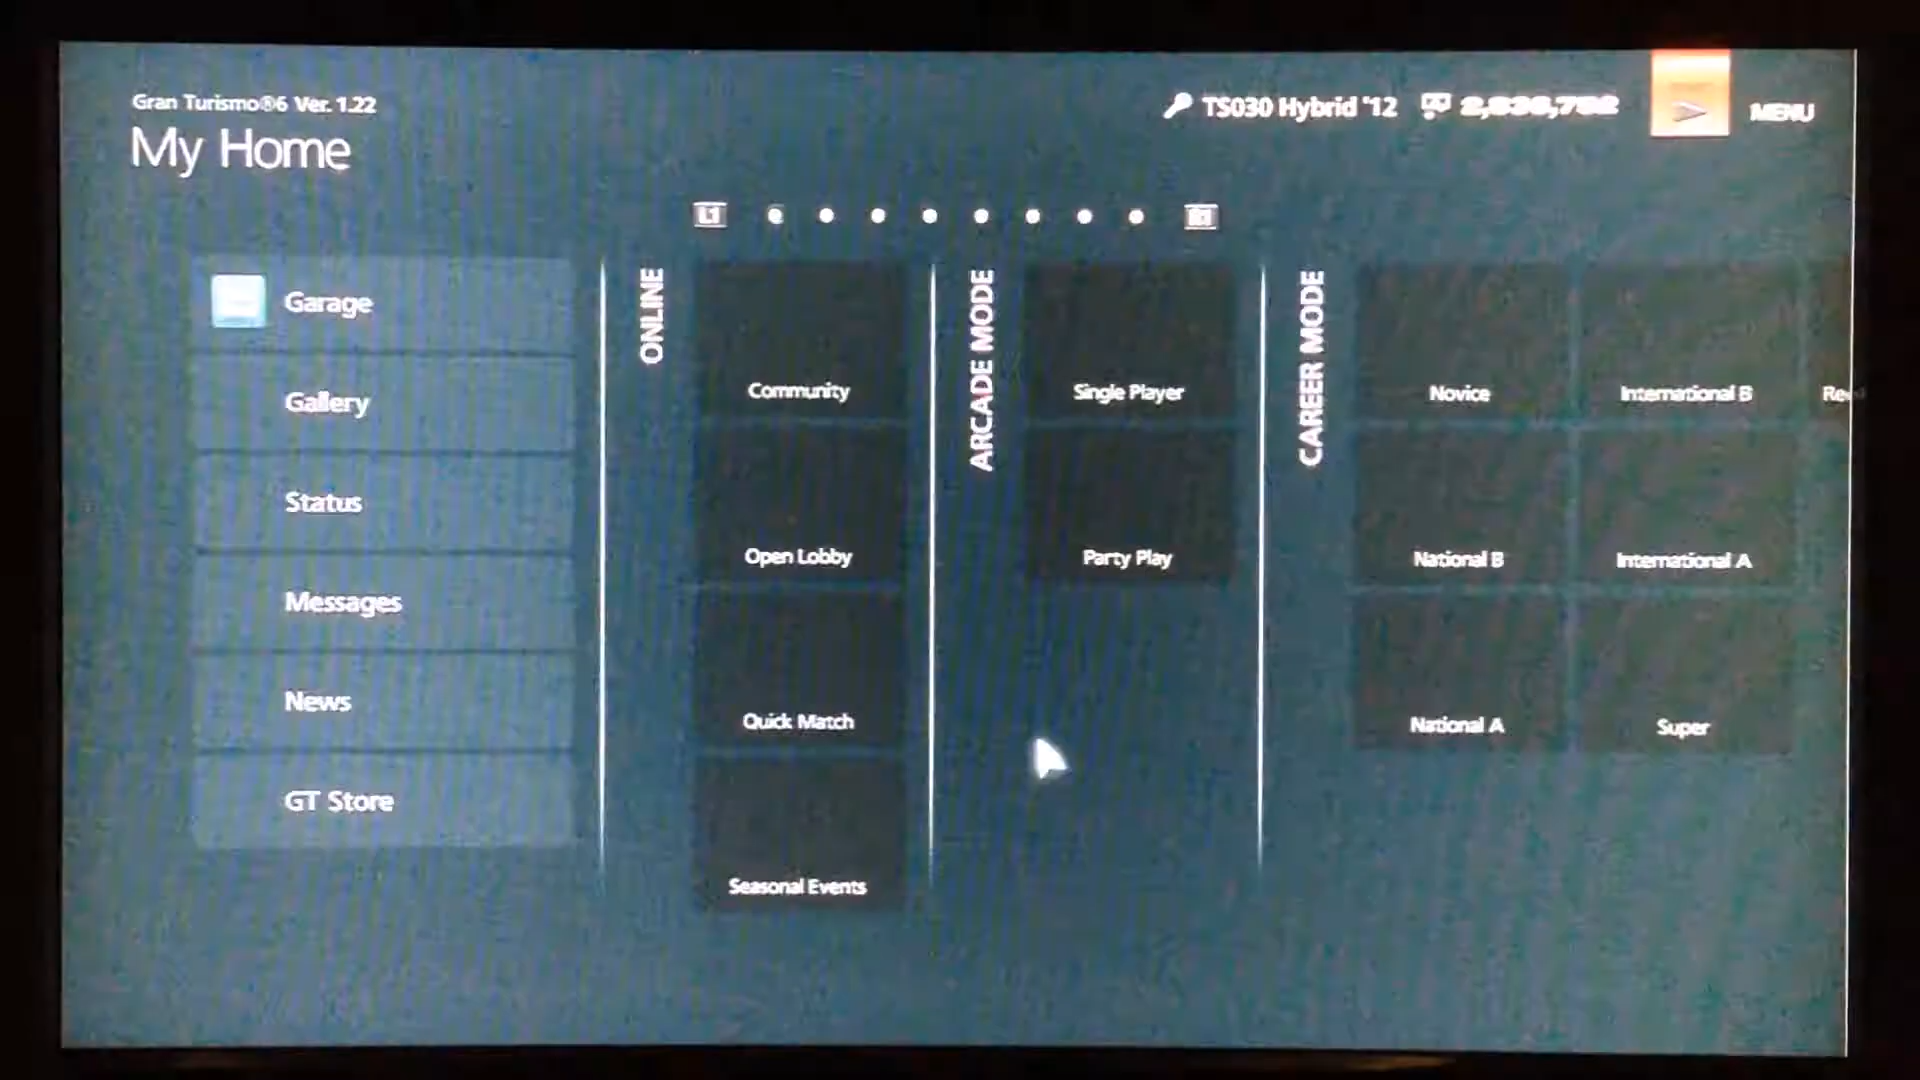 Gran Turismo®6 Ver. 1.22
My Home
TS030 Hybrid '12
MENU
L1
R1
Garage
Gallery
Status
Messages
News
GT Store
ONLINE
Community
Open Lobby
Quick Match
Seasonal Events
ARCADE MODE
Single Player
Party Play
CAREER MODE
Novice
International B
National B
International A
National A
Super